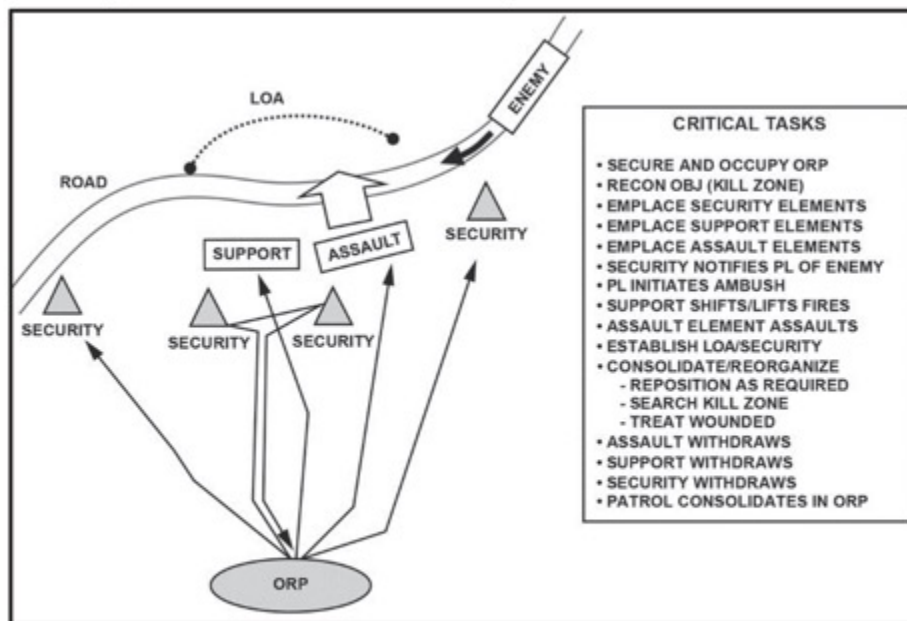 LOA
ENEMY
ROAD
SUPPORT
ASSAULT
SECURITY
SECURITY
SECURITY
SECURITY
ORP
CRITICAL TASKS
• SECURE AND OCCUPY ORP
• RECON OBJ (KILL ZONE)
• EMPLACE SECURITY ELEMENTS
• EMPLACE SUPPORT ELEMENTS
• EMPLACE ASSAULT ELEMENTS
• SECURITY NOTIFIES PL OF ENEMY
• PL INITIATES AMBUSH
• SUPPORT SHIFTS/LIFTS FIRES
• ASSAULT ELEMENT ASSAULTS
• ESTABLISH LOA/SECURITY
• CONSOLIDATE/REORGANIZE
- REPOSITION AS REQUIRED
- SEARCH KILL ZONE
- TREAT WOUNDED
• ASSAULT WITHDRAWS
• SUPPORT WITHDRAWS
• SECURITY WITHDRAWS
• PATROL CONSOLIDATES IN ORP